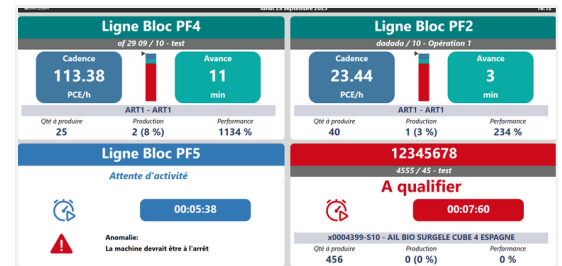 lundi 29 septembre 2025
Ligne Bloc PF4
of 29 09 / 10 - test
Cadence
Avance
113.38
11
PCE/h
min
ART1 - ART1
Qté à produire
Production
Performance
25
2 (8 %)
1134 %
Ligne Bloc PF2
dadada / 10 - Opération 1
Cadence
Avance
23.44
3
PCE/h
min
ART1 - ART1
Qté à produire
Production
Performance
40
1 (3 %)
234 %
Ligne Bloc PF5
Attente d'activité
00:05:38
Anomalie:
La machine devrait être à l'arrêt
12345678
4555 / 45 - test
A qualifier
00:07:60
x0004399-S10 - AIL BIO SURGELE CUBE 4 ESPAGNE
Qté à produire
Production
Performance
456
0 (0 %)
0 %